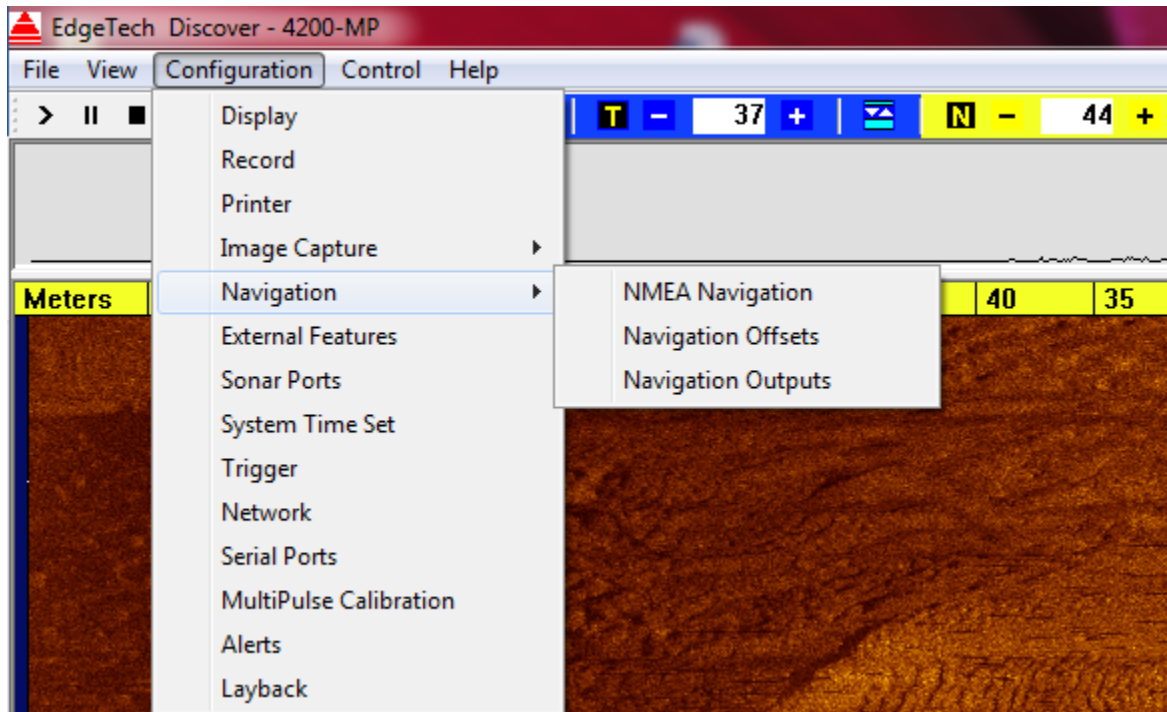 EdgeTech Discover - 4200-MP
File View Configuration Control Help
T - 37 + N - 44 +
Display
Record
Printer
Image Capture
Navigation
NMEA Navigation
Navigation Offsets
Navigation Outputs
External Features
Sonar Ports
System Time Set
Trigger
Network
Serial Ports
MultiPulse Calibration
Alerts
Layback
Meters 40 35